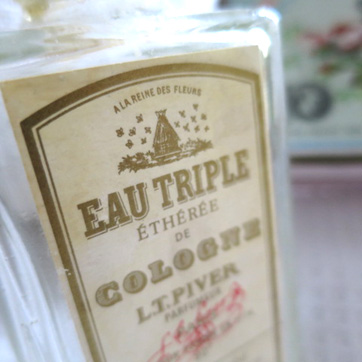 A LA REINE DES FLEURS
EAU TRIPLE
ÉTHÉRÉE
DE
COLOGNE
L.T. PIVER
PARFUMEUR